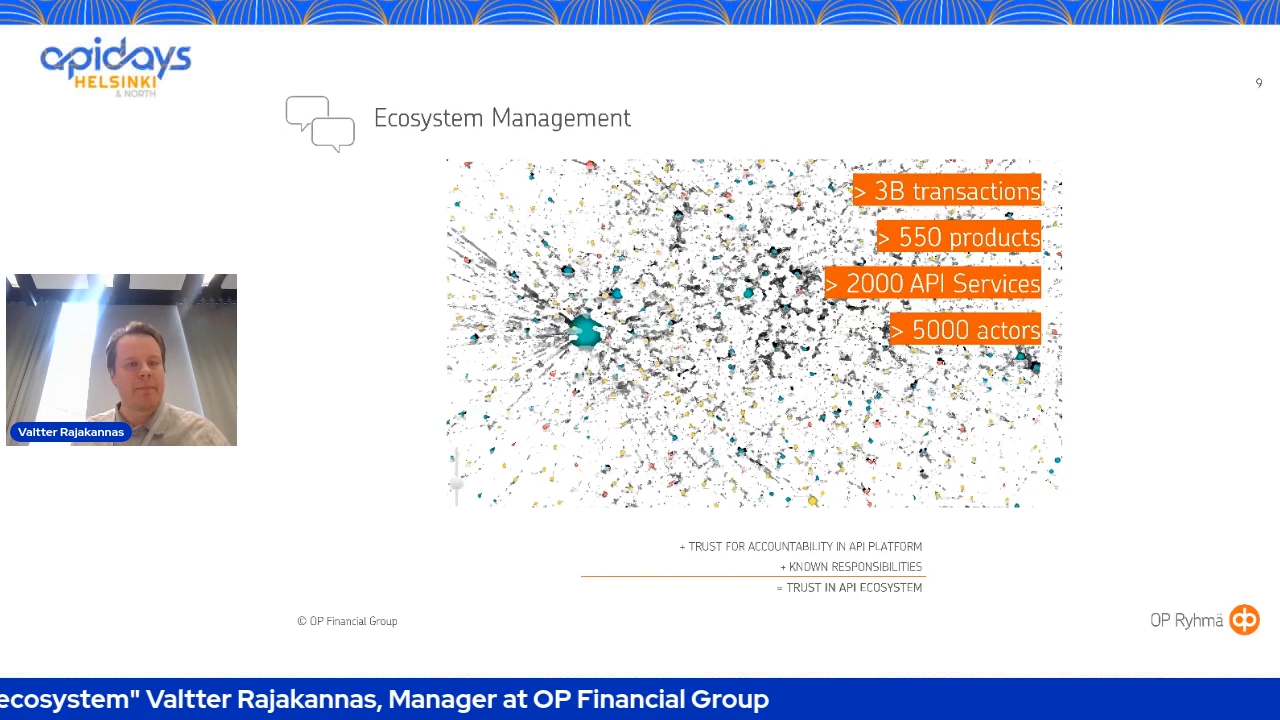 apidays
HELSINKI
& NORTH
9
Ecosystem Management
> 3B transactions
> 550 products
> 2000 API Services
> 5000 actors
Valtter Rajakannas
+ TRUST FOR ACCOUNTABILITY IN API PLATFORM
+ KNOWN RESPONSIBILITIES
= TRUST IN API ECOSYSTEM
© OP Financial Group
OP Ryhmä
ecosystem" Valtter Rajakannas, Manager at OP Financial Group